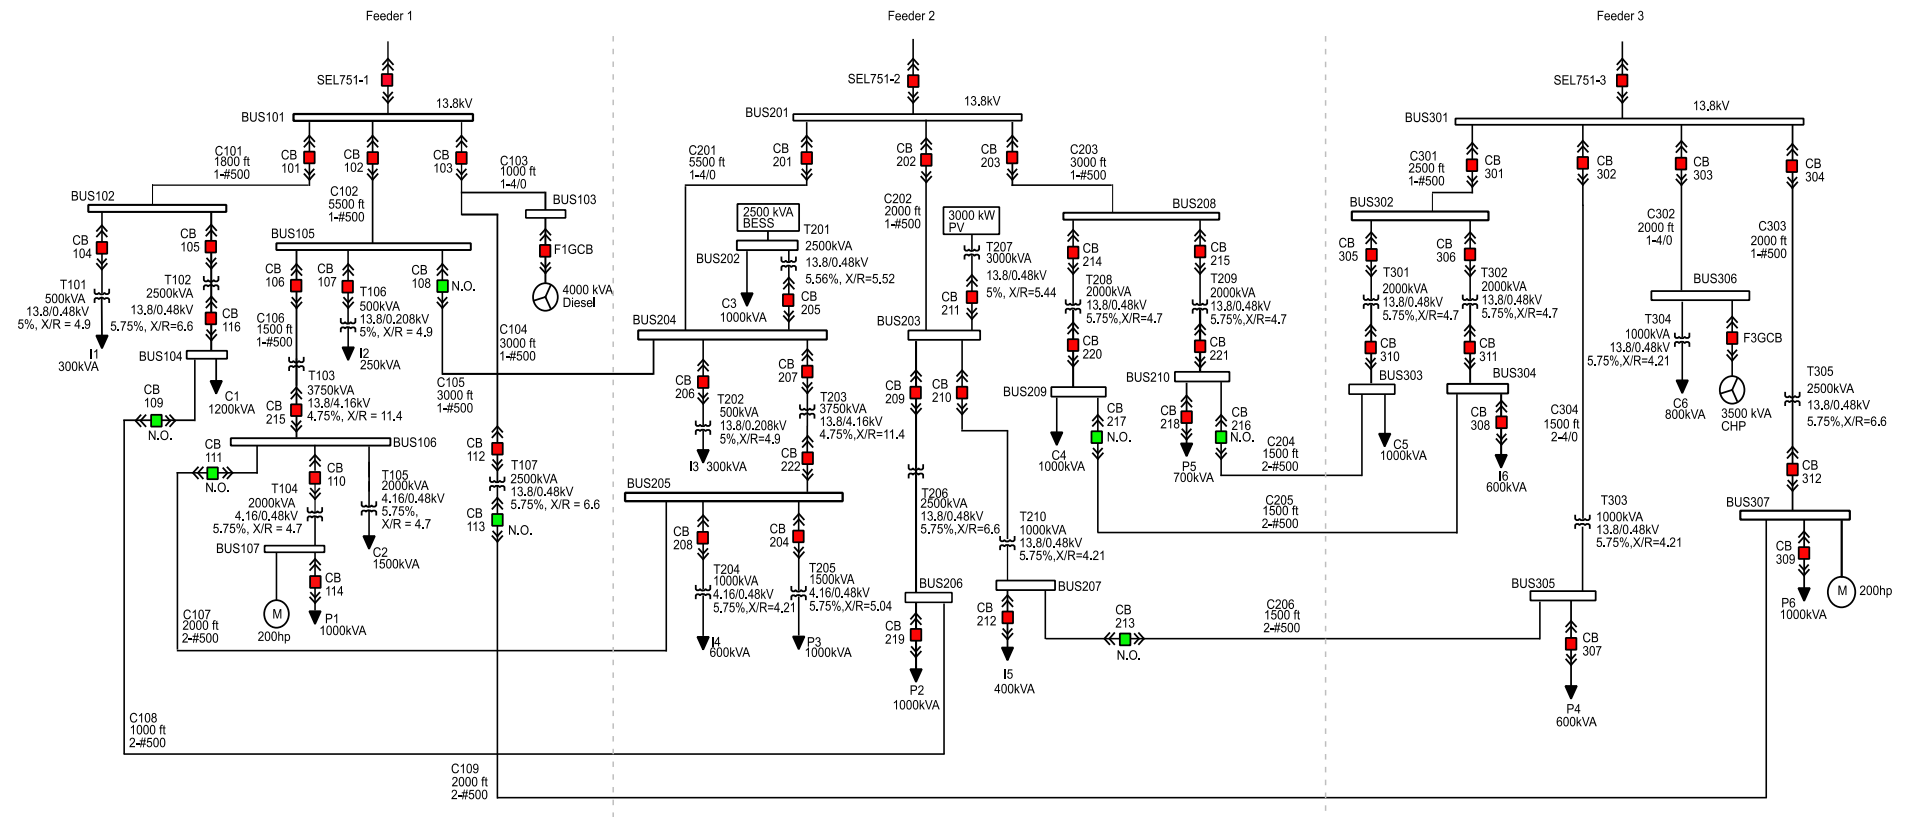 Feeder 1
Feeder 2
Feeder 3
SEL751-1
SEL751-2
SEL751-3
13.8kV
13.8kV
13.8kV
BUS101
BUS201
BUS301
C101
1800 ft
1-#500
CB
101
CB
102
CB
103
C103
1000 ft
1-4/0
C102
5500 ft
1-#500
BUS102
BUS103
CB
104
CB
105
F1GCB
4000 kVA
Diesel
T101
500kVA
13.8/0.48kV
5%, X/R = 4.9
T102
2500kVA
13.8/0.48kV
5.75%, X/R=6.6
CB
116
I1
300kVA
BUS104
C1
1200kVA
CB
109
N.O.
BUS105
CB
106
CB
107
CB
108
N.O.
C106
1500 ft
1-#500
T106
500kVA
13.8/0.208kV
5%, X/R = 4.9
I2
250kVA
C104
3000 ft
1-#500
C105
3000 ft
1-#500
T103
3750kVA
13.8/4.16kV
4.75%, X/R = 11.4
CB
215
BUS106
CB
111
N.O.
CB
110
T105
2000kVA
4.16/0.48kV
5.75%,
X/R = 4.7
T104
2000kVA
4.16/0.48kV
5.75%, X/R = 4.7
C2
1500kVA
BUS107
CB
114
M
200hp
P1
1000kVA
CB
112
T107
2500kVA
13.8/0.48kV
5.75%, X/R = 6.6
CB
113
N.O.
C107
2000 ft
2-#500
C108
1000 ft
2-#500
C109
2000 ft
2-#500
C201
5500 ft
1-4/0
CB
201
CB
202
CB
203
C203
3000 ft
1-#500
C202
2000 ft
1-#500
2500 kVA
BESS
T201
2500kVA
13.8/0.48kV
5.56%, X/R=5.52
BUS202
C3
1000kVA
CB
205
3000 kW
PV
T207
3000kVA
13.8/0.48kV
5%, X/R=5.44
CB
211
BUS204
BUS203
CB
206
CB
207
T202
500kVA
13.8/0.208kV
5%,X/R=4.9
I3 300kVA
T203
3750kVA
13.8/4.16kV
4.75%,X/R=11.4
CB
222
CB
209
CB
210
BUS205
CB
208
CB
204
T204
1000kVA
4.16/0.48kV
5.75%,X/R=4.21
T205
1500kVA
4.16/0.48kV
5.75%,X/R=5.04
I4
600kVA
P3
1000kVA
T206
2500kVA
13.8/0.48kV
5.75%,X/R=6.6
T210
1000kVA
13.8/0.48kV
5.75%,X/R=4.21
BUS206
CB
219
P2
1000kVA
BUS207
CB
212
I5
400kVA
CB
213
N.O.
C206
1500 ft
2-#500
BUS208
CB
214
CB
215
T208
2000kVA
13.8/0.48kV
5.75%,X/R=4.7
T209
2000kVA
13.8/0.48kV
5.75%,X/R=4.7
CB
220
CB
221
BUS209
BUS210
CB
217
N.O.
C4
1000kVA
CB
218
CB
216
N.O.
P5
700kVA
C204
1500 ft
2-#500
C205
1500 ft
2-#500
C301
2500 ft
1-#500
CB
301
CB
302
CB
303
CB
304
BUS302
CB
305
CB
306
T301
2000kVA
13.8/0.48kV
5.75%,X/R=4.7
T302
2000kVA
13.8/0.48kV
5.75%,X/R=4.7
CB
310
CB
311
BUS303
BUS304
C5
1000kVA
CB
308
I6
600kVA
C302
2000 ft
1-4/0
C303
2000 ft
1-#500
BUS306
T304
1000kVA
13.8/0.48kV
5.75%,X/R=4.21
F3GCB
C6
800kVA
3500 kVA
CHP
C304
1500 ft
2-4/0
T303
1000kVA
13.8/0.48kV
5.75%,X/R=4.21
BUS305
CB
307
P4
600kVA
T305
2500kVA
13.8/0.48kV
5.75%,X/R=6.6
CB
312
BUS307
CB
309
P6
1000kVA
M
200hp